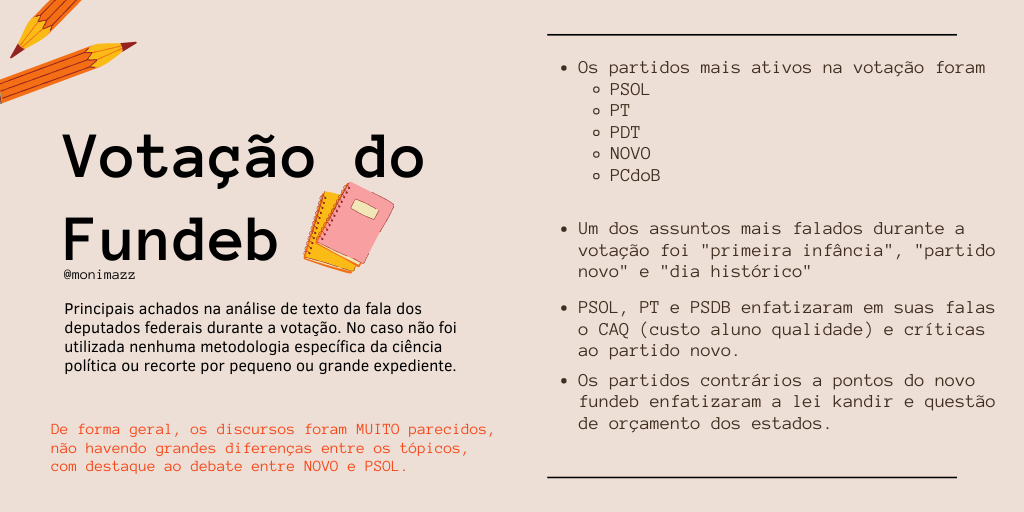 Votação do
Fundeb
@monimazz
Principais achados na análise de texto da fala dos
deputados federais durante a votação. No caso não foi
utilizada nenhuma metodologia específica da ciência
política ou recorte por pequeno ou grande expediente.
De forma geral, os discursos foram MUITO parecidos,
não havendo grandes diferenças entre os tópicos,
com destaque ao debate entre NOVO e PSOL.
• Os partidos mais ativos na votação foram
◦ PSOL
◦ PT
◦ PDT
◦ NOVO
◦ PCdoB
• Um dos assuntos mais falados durante a
votação foi "primeira infância", "partido
novo" e "dia histórico"
• PSOL, PT e PSDB enfatizaram em suas falas
o CAQ (custo aluno qualidade) e críticas
ao partido novo.
• Os partidos contrários a pontos do novo
fundeb enfatizaram a lei kandir e questão
de orçamento dos estados.